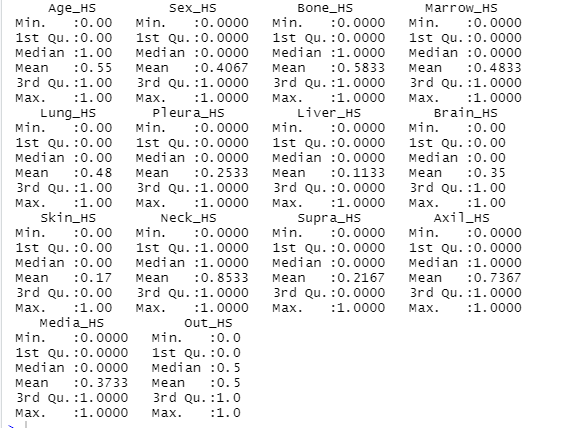 Age_HS Sex_HS Bone_HS Marrow_HS
Min. :0.00 Min. :0.0000 Min. :0.0000 Min. :0.0000
1st Qu.:0.00 1st Qu.:0.0000 1st Qu.:0.0000 1st Qu.:0.0000
Median :1.00 Median :0.0000 Median :1.0000 Median :0.0000
Mean :0.55 Mean :0.4067 Mean :0.5833 Mean :0.4833
3rd Qu.:1.00 3rd Qu.:1.0000 3rd Qu.:1.0000 3rd Qu.:1.0000
Max. :1.00 Max. :1.0000 Max. :1.0000 Max. :1.0000
Lung_HS Pleura_HS Liver_HS Brain_HS
Min. :0.00 Min. :0.0000 Min. :0.0000 Min. :0.00
1st Qu.:0.00 1st Qu.:0.0000 1st Qu.:0.0000 1st Qu.:0.00
Median :0.00 Median :0.0000 Median :0.0000 Median :0.00
Mean :0.48 Mean :0.2533 Mean :0.1133 Mean :0.35
3rd Qu.:1.00 3rd Qu.:1.0000 3rd Qu.:0.0000 3rd Qu.:1.00
Max. :1.00 Max. :1.0000 Max. :1.0000 Max. :1.00
Skin_HS Neck_HS Supra_HS Axil_HS
Min. :0.00 Min. :0.0000 Min. :0.0000 Min. :0.0000
1st Qu.:0.00 1st Qu.:1.0000 1st Qu.:0.0000 1st Qu.:0.0000
Median :0.00 Median :1.0000 Median :0.0000 Median :1.0000
Mean :0.17 Mean :0.8533 Mean :0.2167 Mean :0.7367
3rd Qu.:0.00 3rd Qu.:1.0000 3rd Qu.:0.0000 3rd Qu.:1.0000
Max. :1.00 Max. :1.0000 Max. :1.0000 Max. :1.0000
Media_HS Out_HS
Min. :0.0000 Min. :0.0
1st Qu.:0.0000 1st Qu.:0.0
Median :0.0000 Median :0.5
Mean :0.3733 Mean :0.5
3rd Qu.:1.0000 3rd Qu.:1.0
Max. :1.0000 Max. :1.0
>